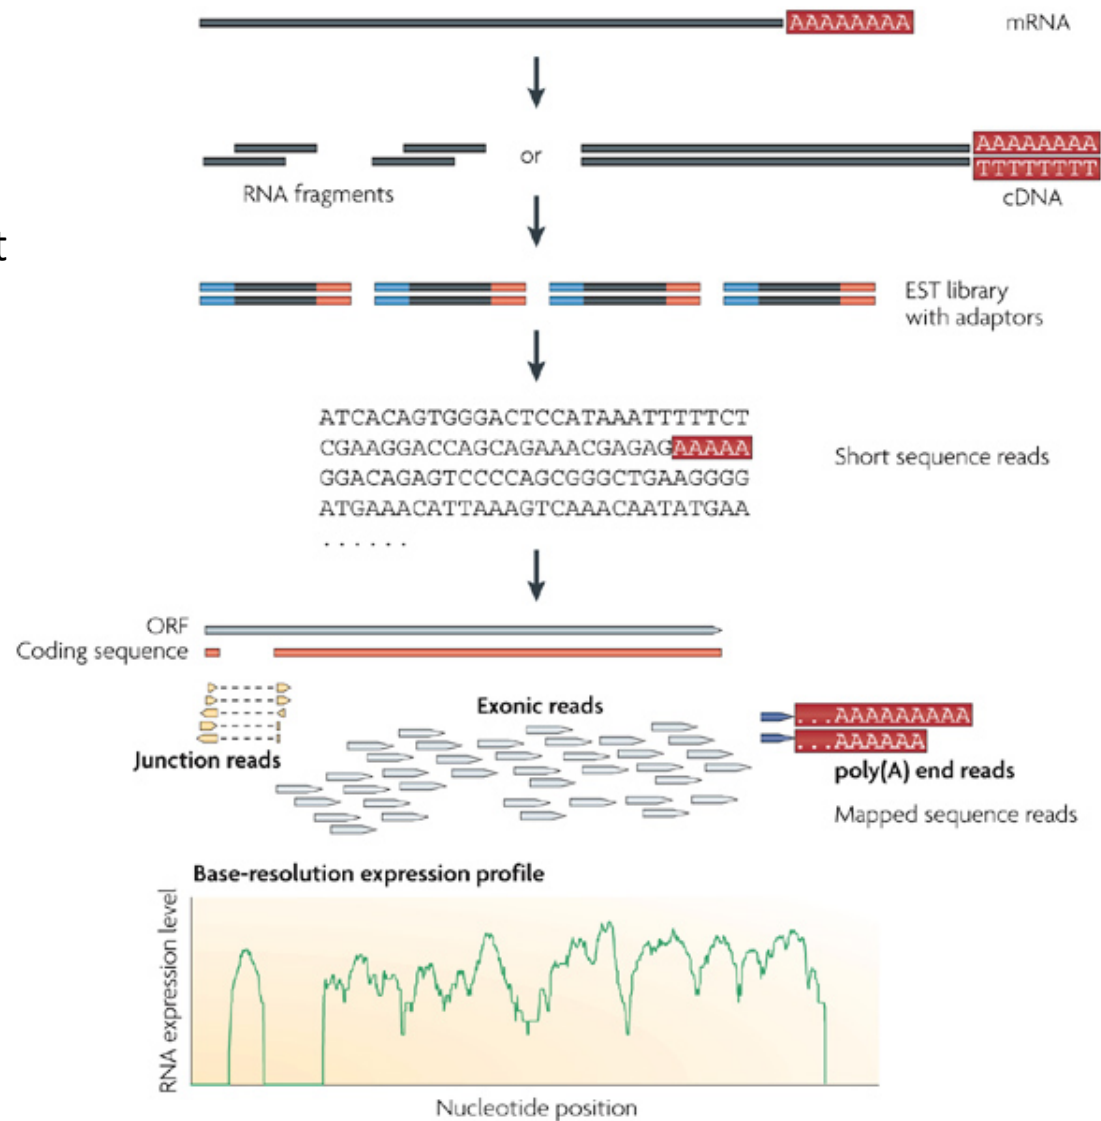 AAAAAAAA mRNA
or
AAAAAAAA
TTTTTTTT
RNA fragments
cDNA
t
EST library
with adaptors
ATCACAGTGGGACTCCATAAATTTTTCT
CGAAGGACCAGCAGAAACGAGAGAAAAA
GGACAGAGTCCCCAGCGGGCTGAAGGGG
ATGAAACATTAAAGTCAAACAATATGAA
. . . . . .
Short sequence reads
ORF
Coding sequence
Junction reads
Exonic reads
...AAAAAAAAA
...AAAAAA
poly(A) end reads
Mapped sequence reads
Base-resolution expression profile
RNA expression level
Nucleotide position